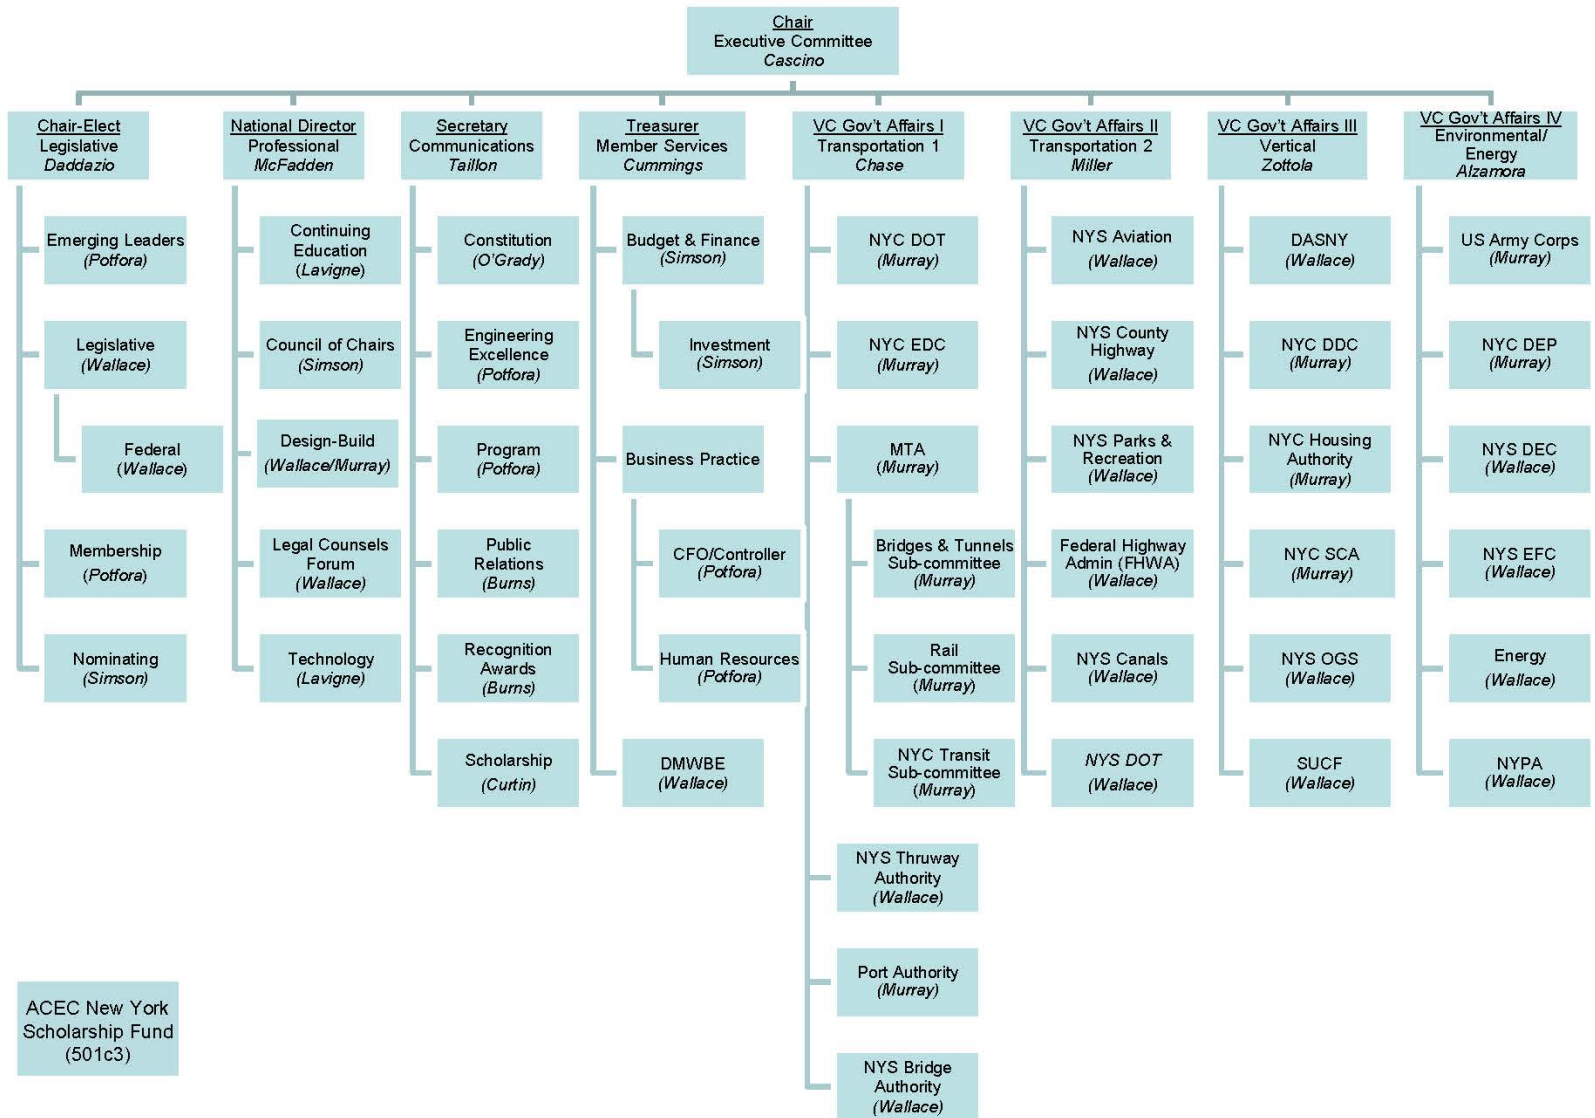 Chair
Executive Committee
Cascino
Chair-Elect
Legislative
Daddazio
Emerging Leaders
(Potfora)
Legislative
(Wallace)
Federal
(Wallace)
Membership
(Potfora)
Nominating
(Simson)
National Director
Professional
McFadden
Continuing
Education
(Lavigne)
Council of Chairs
(Simson)
Design-Build
(Wallace/Murray)
Legal Counsels
Forum
(Wallace)
Technology
(Lavigne)
Secretary
Communications
Taillon
Constitution
(O'Grady)
Engineering
Excellence
(Potfora)
Program
(Potfora)
Public
Relations
(Burns)
Recognition
Awards
(Burns)
Scholarship
(Curtin)
Treasurer
Member Services
Cummings
Budget & Finance
(Simson)
Investment
(Simson)
Business Practice
CFO/Controller
(Potfora)
Human Resources
(Potfora)
DMWBE
(Wallace)
VC Gov't Affairs I
Transportation 1
Chase
NYC DOT
(Murray)
NYC EDC
(Murray)
MTA
(Murray)
Bridges & Tunnels
Sub-committee
(Murray)
Rail
Sub-committee
(Murray)
NYC Transit
Sub-committee
(Murray)
NYS Thruway
Authority
(Wallace)
Port Authority
(Murray)
NYS Bridge
Authority
(Wallace)
VC Gov't Affairs II
Transportation 2
Miller
NYS Aviation
(Wallace)
NYS County
Highway
(Wallace)
NYS Parks &
Recreation
(Wallace)
Federal Highway
Admin (FHWA)
(Wallace)
NYS Canals
(Wallace)
NYS DOT
(Wallace)
VC Gov't Affairs III
Vertical
Zottola
DASNY
(Wallace)
NYC DDC
(Murray)
NYC Housing
Authority
(Murray)
NYC SCA
(Murray)
NYS OGS
(Wallace)
SUCF
(Wallace)
VC Gov't Affairs IV
Environmental/
Energy
Alzamora
US Army Corps
(Murray)
NYC DEP
(Murray)
NYS DEC
(Wallace)
NYS EFC
(Wallace)
Energy
(Wallace)
NYPA
(Wallace)
ACEC New York
Scholarship Fund
(501c3)